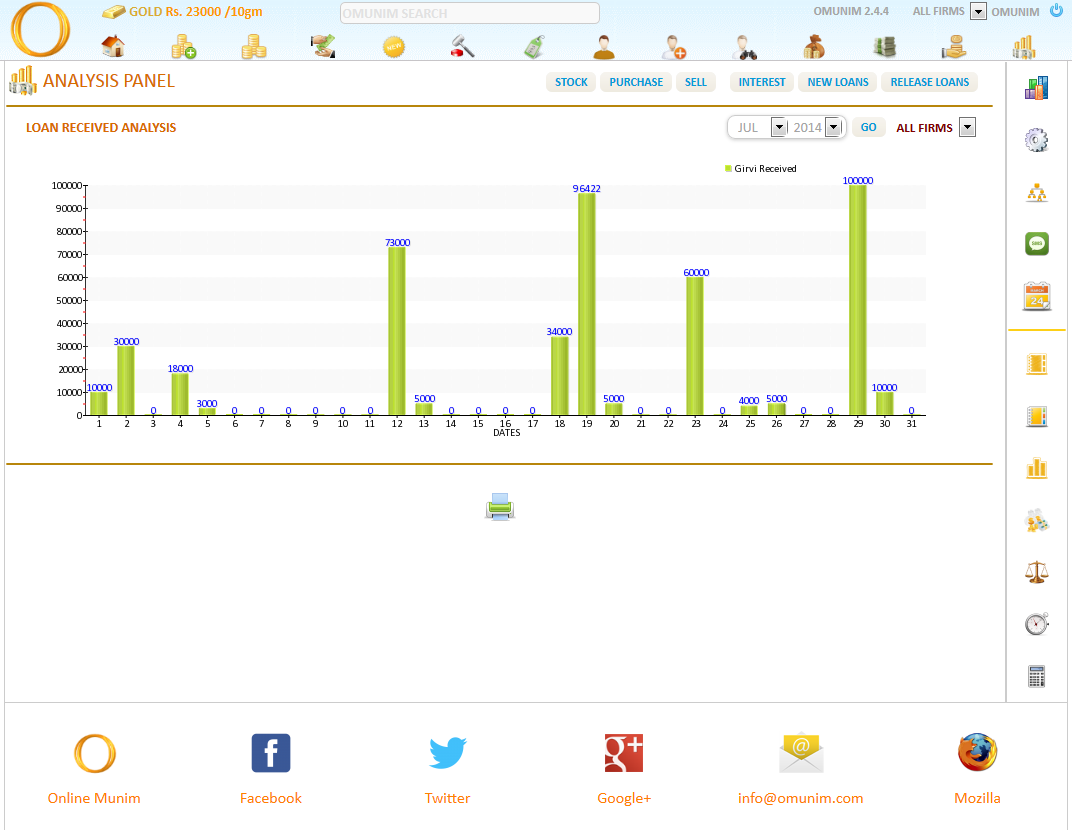 GOLD Rs. 23000 /10gm
OMUNIM SEARCH
OMUNIM 2.4.4 ALL FIRMS OMUNIM
NEW
ANALYSIS PANEL
STOCK PURCHASE SELL INTEREST NEW LOANS RELEASE LOANS
LOAN RECEIVED ANALYSIS
JUL 2014 GO ALL FIRMS
SMS
24
Girvi Received
100000
90000
80000
70000
60000
50000
40000
30000
20000
10000
0
10000 30000 0 18000 3000 0 0 0 0 0 0 73000 5000 0 0 0 0 34000 96422 5000 0 0 60000 0 4000 5000 0 0 100000 10000 0
1 2 3 4 5 6 7 8 9 10 11 12 13 14 15 16 17 18 19 20 21 22 23 24 25 26 27 28 29 30 31
DATES
Online Munim Facebook Twitter Google+ info@omunim.com Mozilla